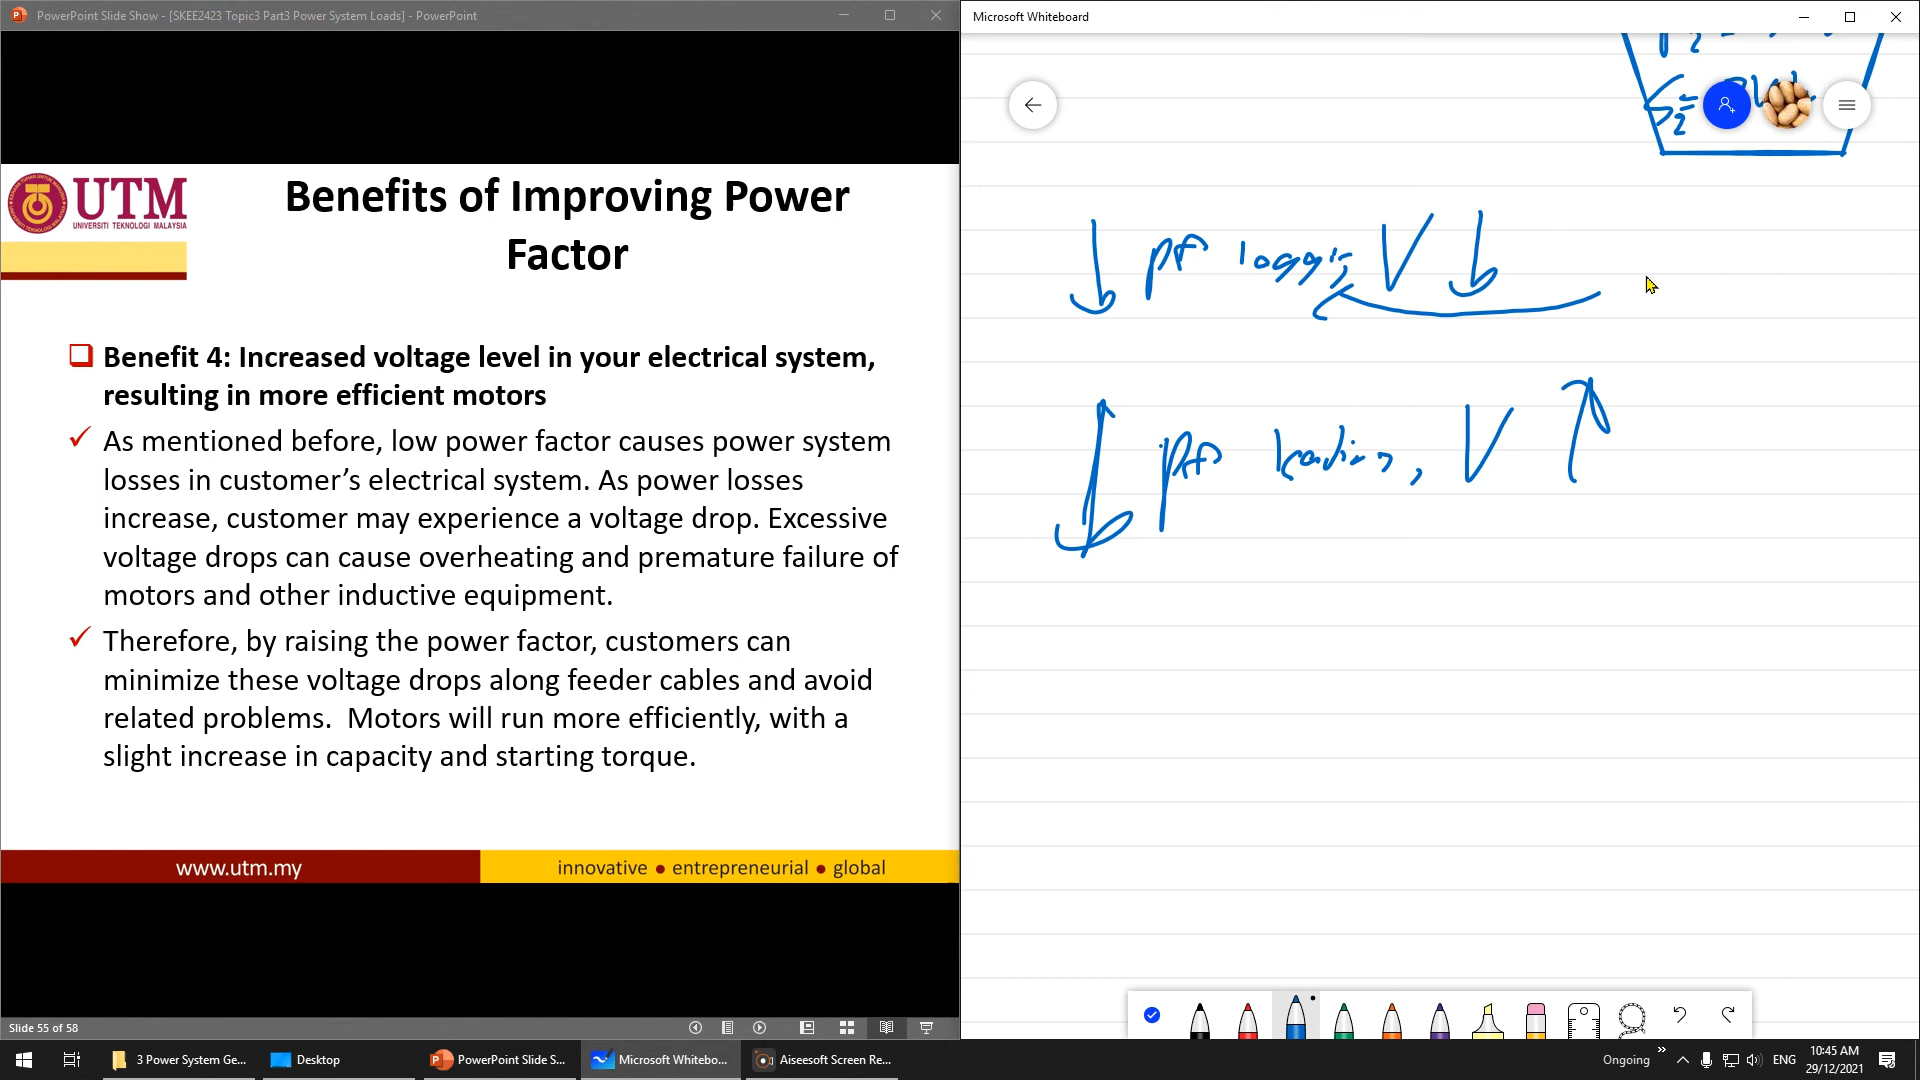 PowerPoint Slide Show - [SKEE2423 Topic3 Part3 Power System Loads] - PowerPoint
UTM
UNIVERSITI TEKNOLOGI MALAYSIA
Benefits of Improving Power
Factor
Benefit 4: Increased voltage level in your electrical system,
resulting in more efficient motors
As mentioned before, low power factor causes power system
losses in customer’s electrical system. As power losses
increase, customer may experience a voltage drop. Excessive
voltage drops can cause overheating and premature failure of
motors and other inductive equipment.
Therefore, by raising the power factor, customers can
minimize these voltage drops along feeder cables and avoid
related problems. Motors will run more efficiently, with a
slight increase in capacity and starting torque.
www.utm.my
innovative ● entrepreneurial ● global
Slide 55 of 58
Microsoft Whiteboard
S2=
↓ pf lagging V ↓
pf leading, V ↑
3 Power System Ge...
Desktop
PowerPoint Slide S...
Microsoft Whitebo...
Aiseesoft Screen Re...
Ongoing
ENG
10:45 AM
29/12/2021